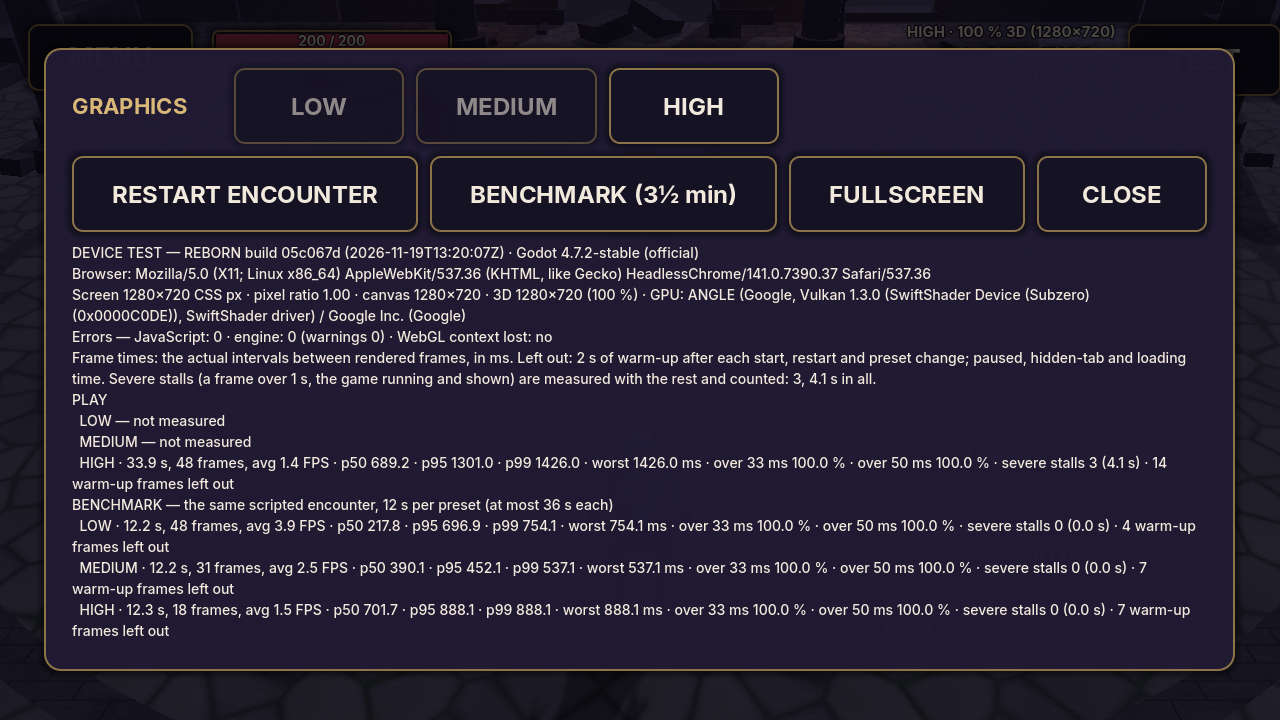 200 / 200
HIGH · 100 % 3D (1280×720)
GRAPHICS
LOW
MEDIUM
HIGH
RESTART ENCOUNTER
BENCHMARK (3½ min)
FULLSCREEN
CLOSE
DEVICE TEST — REBORN build 05c067d (2026-11-19T13:20:07Z) · Godot 4.7.2-stable (official)
Browser: Mozilla/5.0 (X11; Linux x86_64) AppleWebKit/537.36 (KHTML, like Gecko) HeadlessChrome/141.0.7390.37 Safari/537.36
Screen 1280×720 CSS px · pixel ratio 1.00 · canvas 1280×720 · 3D 1280×720 (100 %) · GPU: ANGLE (Google, Vulkan 1.3.0 (SwiftShader Device (Subzero)
(0x0000C0DE)), SwiftShader driver) / Google Inc. (Google)
Errors — JavaScript: 0 · engine: 0 (warnings 0) · WebGL context lost: no
Frame times: the actual intervals between rendered frames, in ms. Left out: 2 s of warm-up after each start, restart and preset change; paused, hidden-tab and loading
time. Severe stalls (a frame over 1 s, the game running and shown) are measured with the rest and counted: 3, 4.1 s in all.
PLAY
LOW — not measured
MEDIUM — not measured
HIGH · 33.9 s, 48 frames, avg 1.4 FPS · p50 689.2 · p95 1301.0 · p99 1426.0 · worst 1426.0 ms · over 33 ms 100.0 % · over 50 ms 100.0 % · severe stalls 3 (4.1 s) · 14
warm-up frames left out
BENCHMARK — the same scripted encounter, 12 s per preset (at most 36 s each)
LOW · 12.2 s, 48 frames, avg 3.9 FPS · p50 217.8 · p95 696.9 · p99 754.1 · worst 754.1 ms · over 33 ms 100.0 % · over 50 ms 100.0 % · severe stalls 0 (0.0 s) · 4 warm-up
frames left out
MEDIUM · 12.2 s, 31 frames, avg 2.5 FPS · p50 390.1 · p95 452.1 · p99 537.1 · worst 537.1 ms · over 33 ms 100.0 % · over 50 ms 100.0 % · severe stalls 0 (0.0 s) · 7
warm-up frames left out
HIGH · 12.3 s, 18 frames, avg 1.5 FPS · p50 701.7 · p95 888.1 · p99 888.1 · worst 888.1 ms · over 33 ms 100.0 % · over 50 ms 100.0 % · severe stalls 0 (0.0 s) · 7 warm-up
frames left out